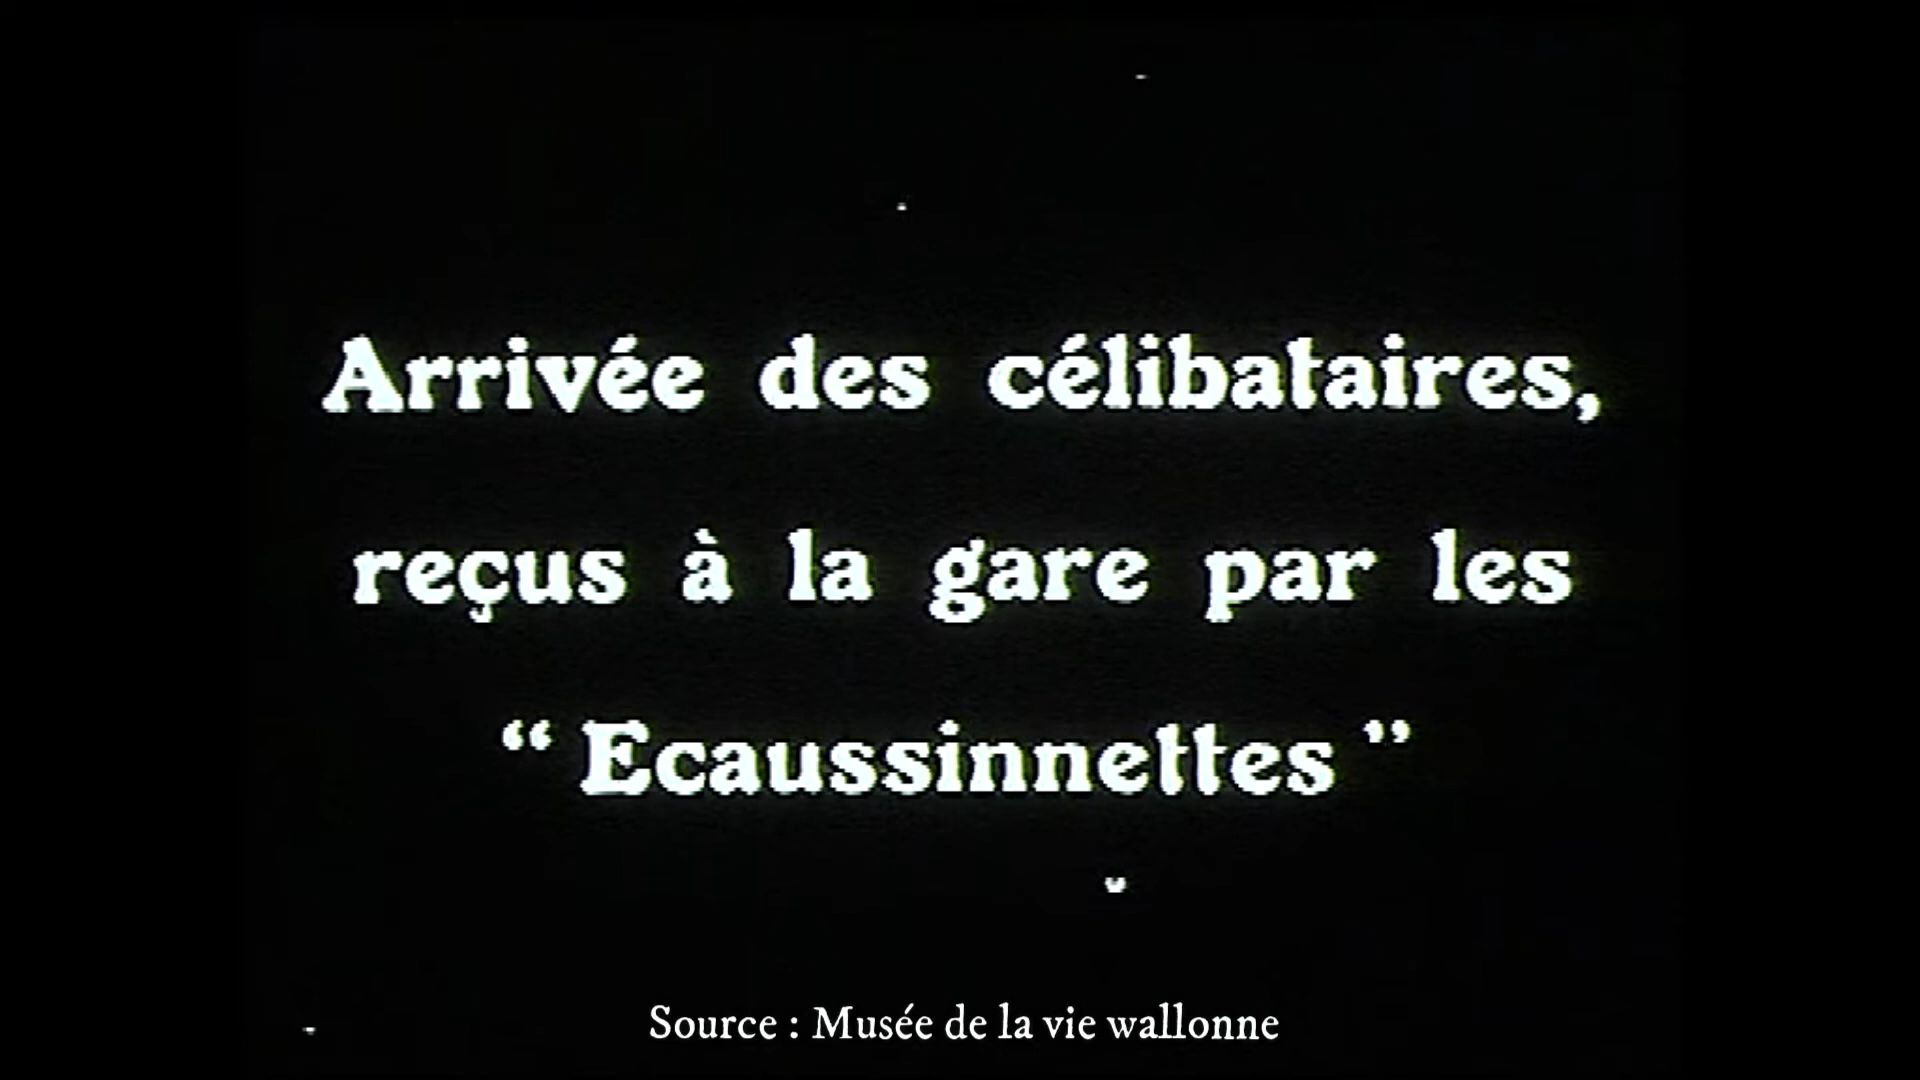 Arrivée des célibataires,
reçus à la gare par les
“ Ecaussinnettes ”
Source : Musée de la vie wallonne